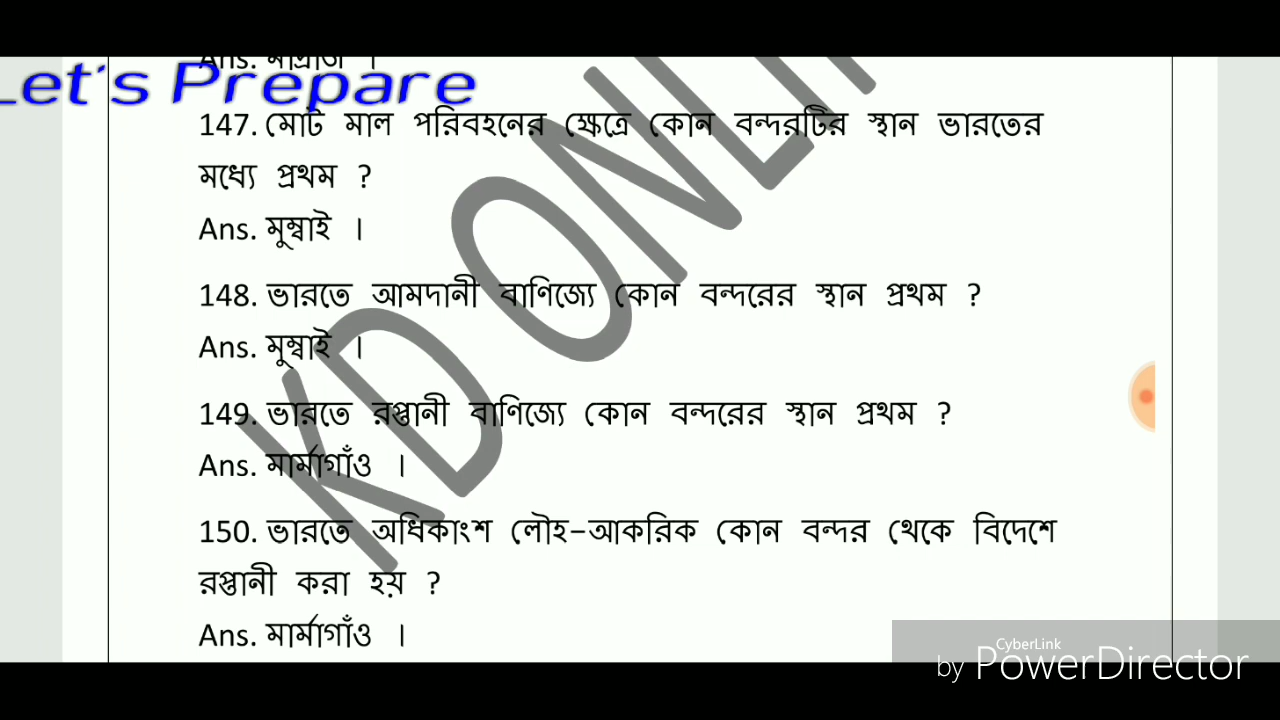 Ans. মাদ্রাজ ।
Let's Prepare
147. মোট মাল পরিবহনের ক্ষেত্রে কোন বন্দরটির স্থান ভারতের
মধ্যে প্রথম ?
Ans. মুম্বাই ।
148. ভারতে আমদানী বাণিজ্যে কোন বন্দরের স্থান প্রথম ?
Ans. মুম্বাই ।
149. ভারতে রপ্তানী বাণিজ্যে কোন বন্দরের স্থান প্রথম ?
Ans. মার্মাগাঁও ।
150. ভারতে অধিকাংশ লৌহ-আকরিক কোন বন্দর থেকে বিদেশে
রপ্তানী করা হয় ?
Ans. মার্মাগাঁও ।
KD
CyberLink
by PowerDirector